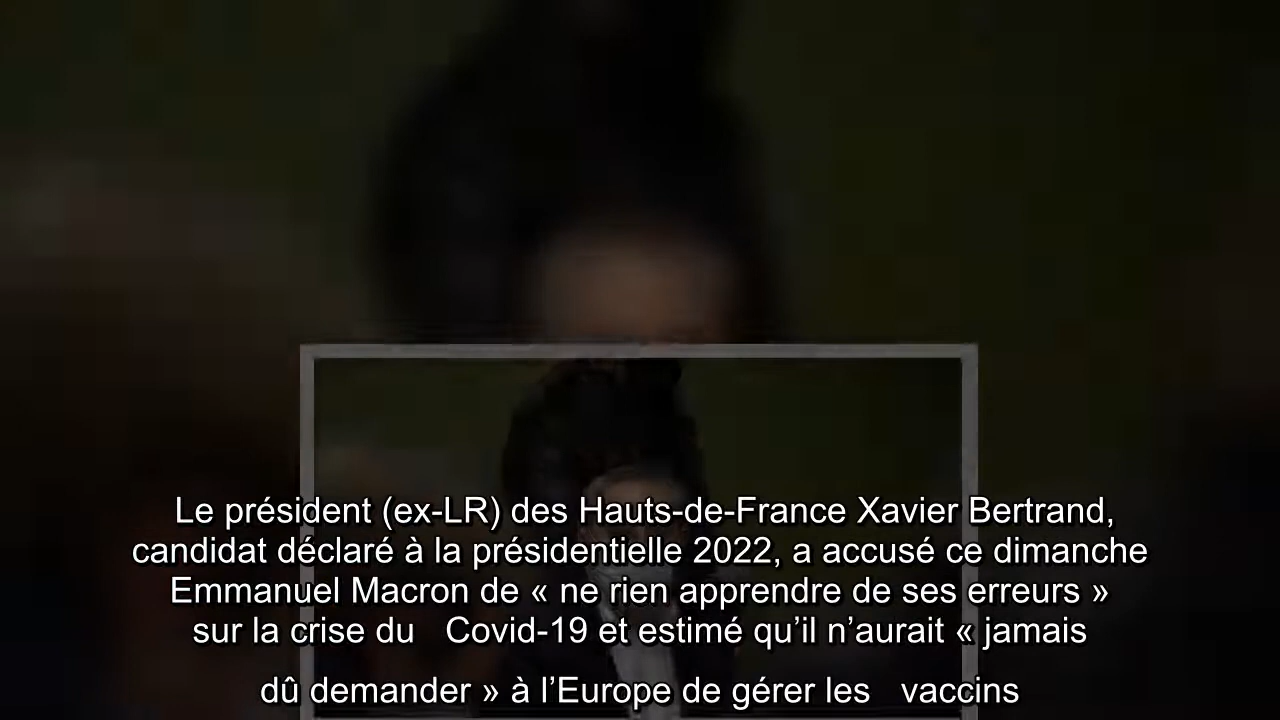 Le président (ex-LR) des Hauts-de-France Xavier Bertrand,
candidat déclaré à la présidentielle 2022, a accusé ce dimanche
Emmanuel Macron de « ne rien apprendre de ses erreurs »
sur la crise du Covid-19 et estimé qu’il n’aurait « jamais
dû demander » à l’Europe de gérer les vaccins